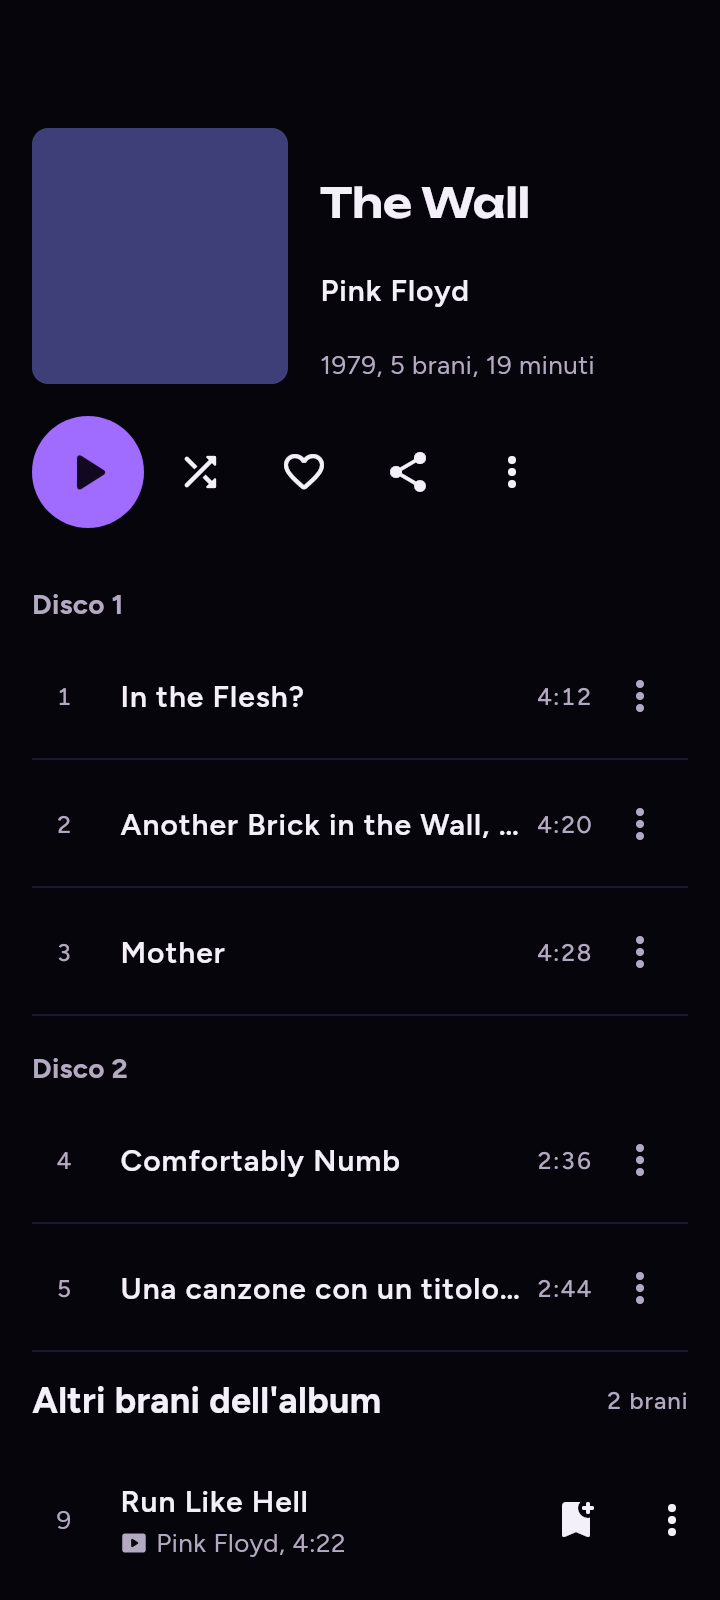 The Wall
Pink Floyd
1979, 5 brani, 19 minuti
Disco 1
1 In the Flesh? 4:12
2 Another Brick in the Wall, ... 4:20
3 Mother 4:28
Disco 2
4 Comfortably Numb 2:36
5 Una canzone con un titolo... 2:44
Altri brani dell'album 2 brani
9 Run Like Hell
Pink Floyd, 4:22